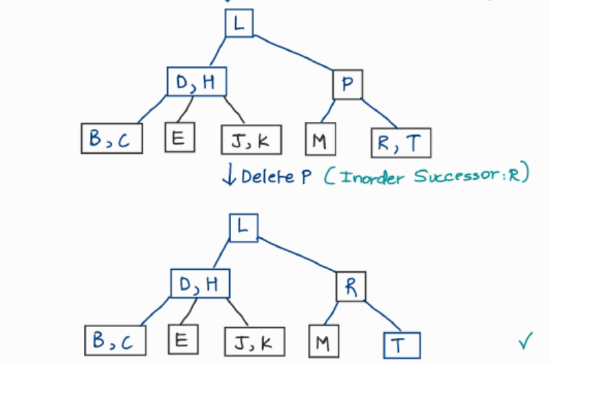 L
D, H P
B, C E J, K M R, T
↓ Delete P (Inorder Successor: R)
L
D, H R
B, C E J, K M T
✓